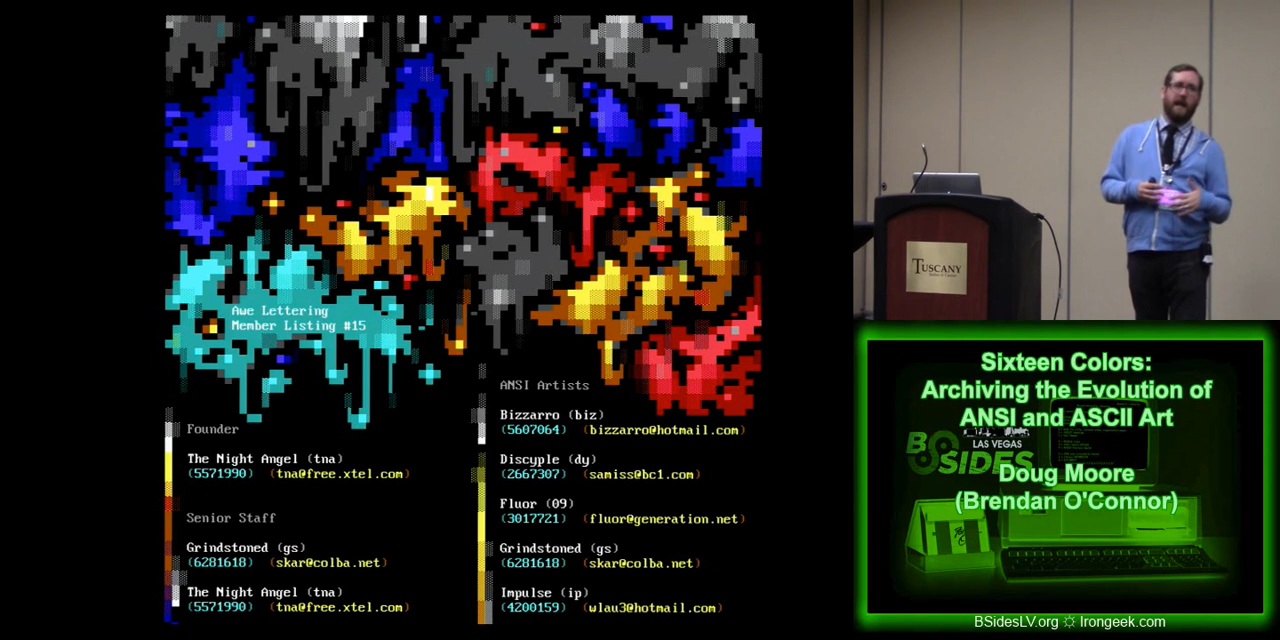 Awe Lettering
Member Listing #15
Founder
The Night Angel (tna)
(5571990) (tna@free.xtel.com)
Senior Staff
Grindstoned (gs)
(6281618) (skar@colba.net)
The Night Angel (tna)
(5571990) (tna@free.xtel.com)
ANSI Artists
Bizzarro (biz)
(5607064) (bizzarro@hotmail.com)
Discyple (dy)
(2667307) (samiss@bc1.com)
Fluor (09)
(3017721) (fluor@generation.net)
Grindstoned (gs)
(6281618) (skar@colba.net)
Impulse (ip)
(4200159) (wlau3@hotmail.com)
TUSCANY
Sixteen Colors:
Archiving the Evolution of
ANSI and ASCII Art
LAS VEGAS
BSIDES
Doug Moore
(Brendan O'Connor)
BSidesLV.org ☼ Irongeek.com